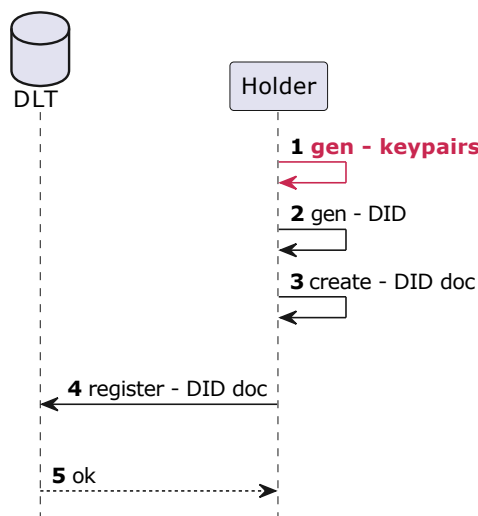 DLT
Holder
1 gen - keypairs
2 gen - DID
3 create - DID doc
4 register - DID doc
5 ok